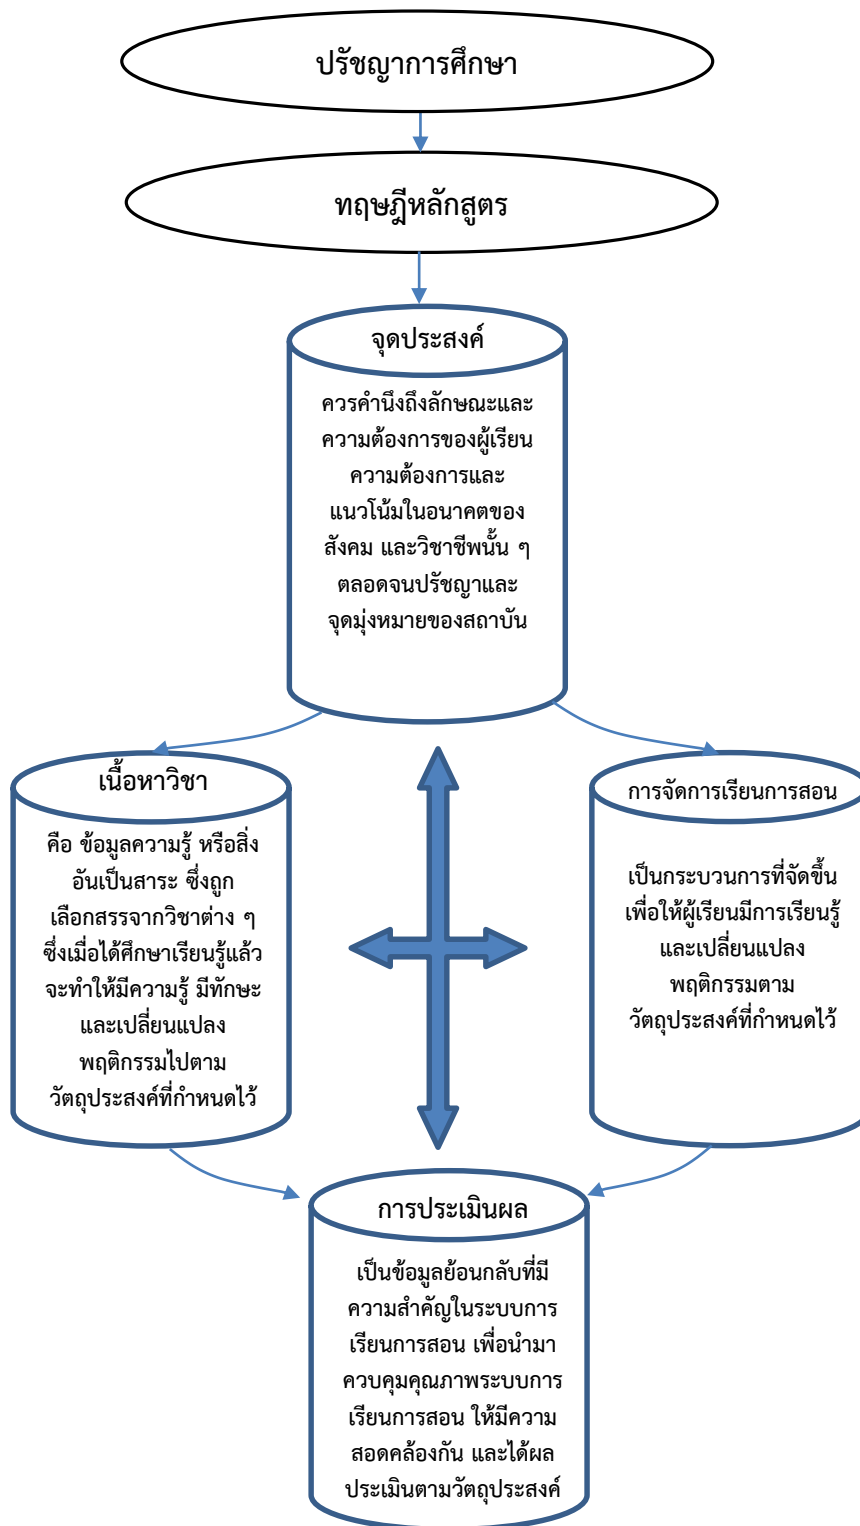 ปรัชญาการศึกษา
ทฤษฎีหลักสูตร
จุดประสงค์
ควรคำนึงถึงลักษณะและ
ความต้องการของผู้เรียน
ความต้องการและ
แนวโน้มในอนาคตของ
สังคม และวิชาชีพนั้น ๆ
ตลอดจนปรัชญาและ
จุดมุ่งหมายของสถาบัน
เนื้อหาวิชา
คือ ข้อมูลความรู้ หรือสิ่ง
อันเป็นสาระ ซึ่งถูก
เลือกสรรจากวิชาต่าง ๆ
ซึ่งเมื่อได้ศึกษาเรียนรู้แล้ว
จะทำให้มีความรู้ มีทักษะ
และเปลี่ยนแปลง
พฤติกรรมไปตาม
วัตถุประสงค์ที่กำหนดไว้
การจัดการเรียนการสอน
เป็นกระบวนการที่จัดขึ้น
เพื่อให้ผู้เรียนมีการเรียนรู้
และเปลี่ยนแปลง
พฤติกรรมตาม
วัตถุประสงค์ที่กำหนดไว้
การประเมินผล
เป็นข้อมูลย้อนกลับที่มี
ความสำคัญในระบบการ
เรียนการสอน เพื่อนำมา
ควบคุมคุณภาพระบบการ
เรียนการสอน ให้มีความ
สอดคล้องกัน และได้ผล
ประเมินตามวัตถุประสงค์